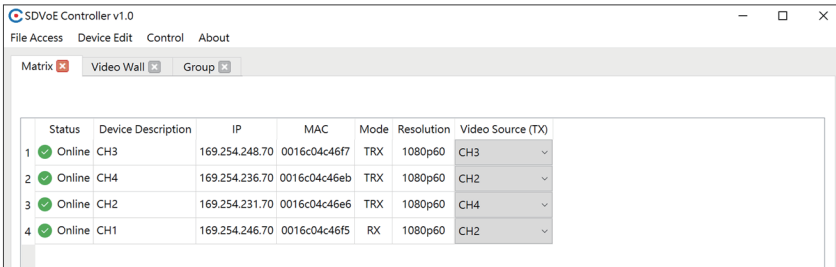 SDVoE Controller v1.0
File Access Device Edit Control About
Matrix Video Wall Group
Status Device Description IP MAC Mode Resolution Video Source (TX)
1 Online CH3 169.254.248.70 0016c04c46f7 TRX 1080p60 CH3
2 Online CH4 169.254.236.70 0016c04c46eb TRX 1080p60 CH2
3 Online CH2 169.254.231.70 0016c04c46e6 TRX 1080p60 CH4
4 Online CH1 169.254.246.70 0016c04c46f5 RX 1080p60 CH2